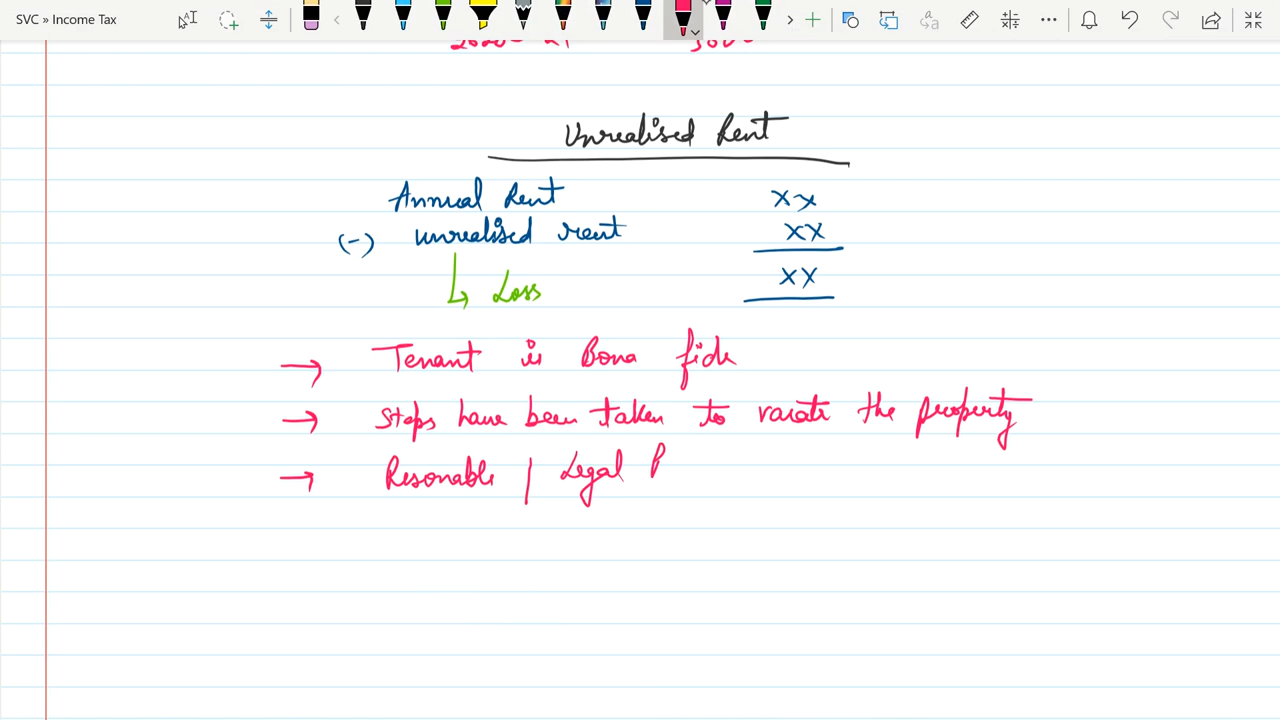 SVC » Income Tax
Unrealised Rent
Annual Rent xx
(-) unrealised rent xx
↳ Loss xx
→ Tenant is Bona fide
→ Steps have been taken to vacate the property
→ Resonable / Legal P